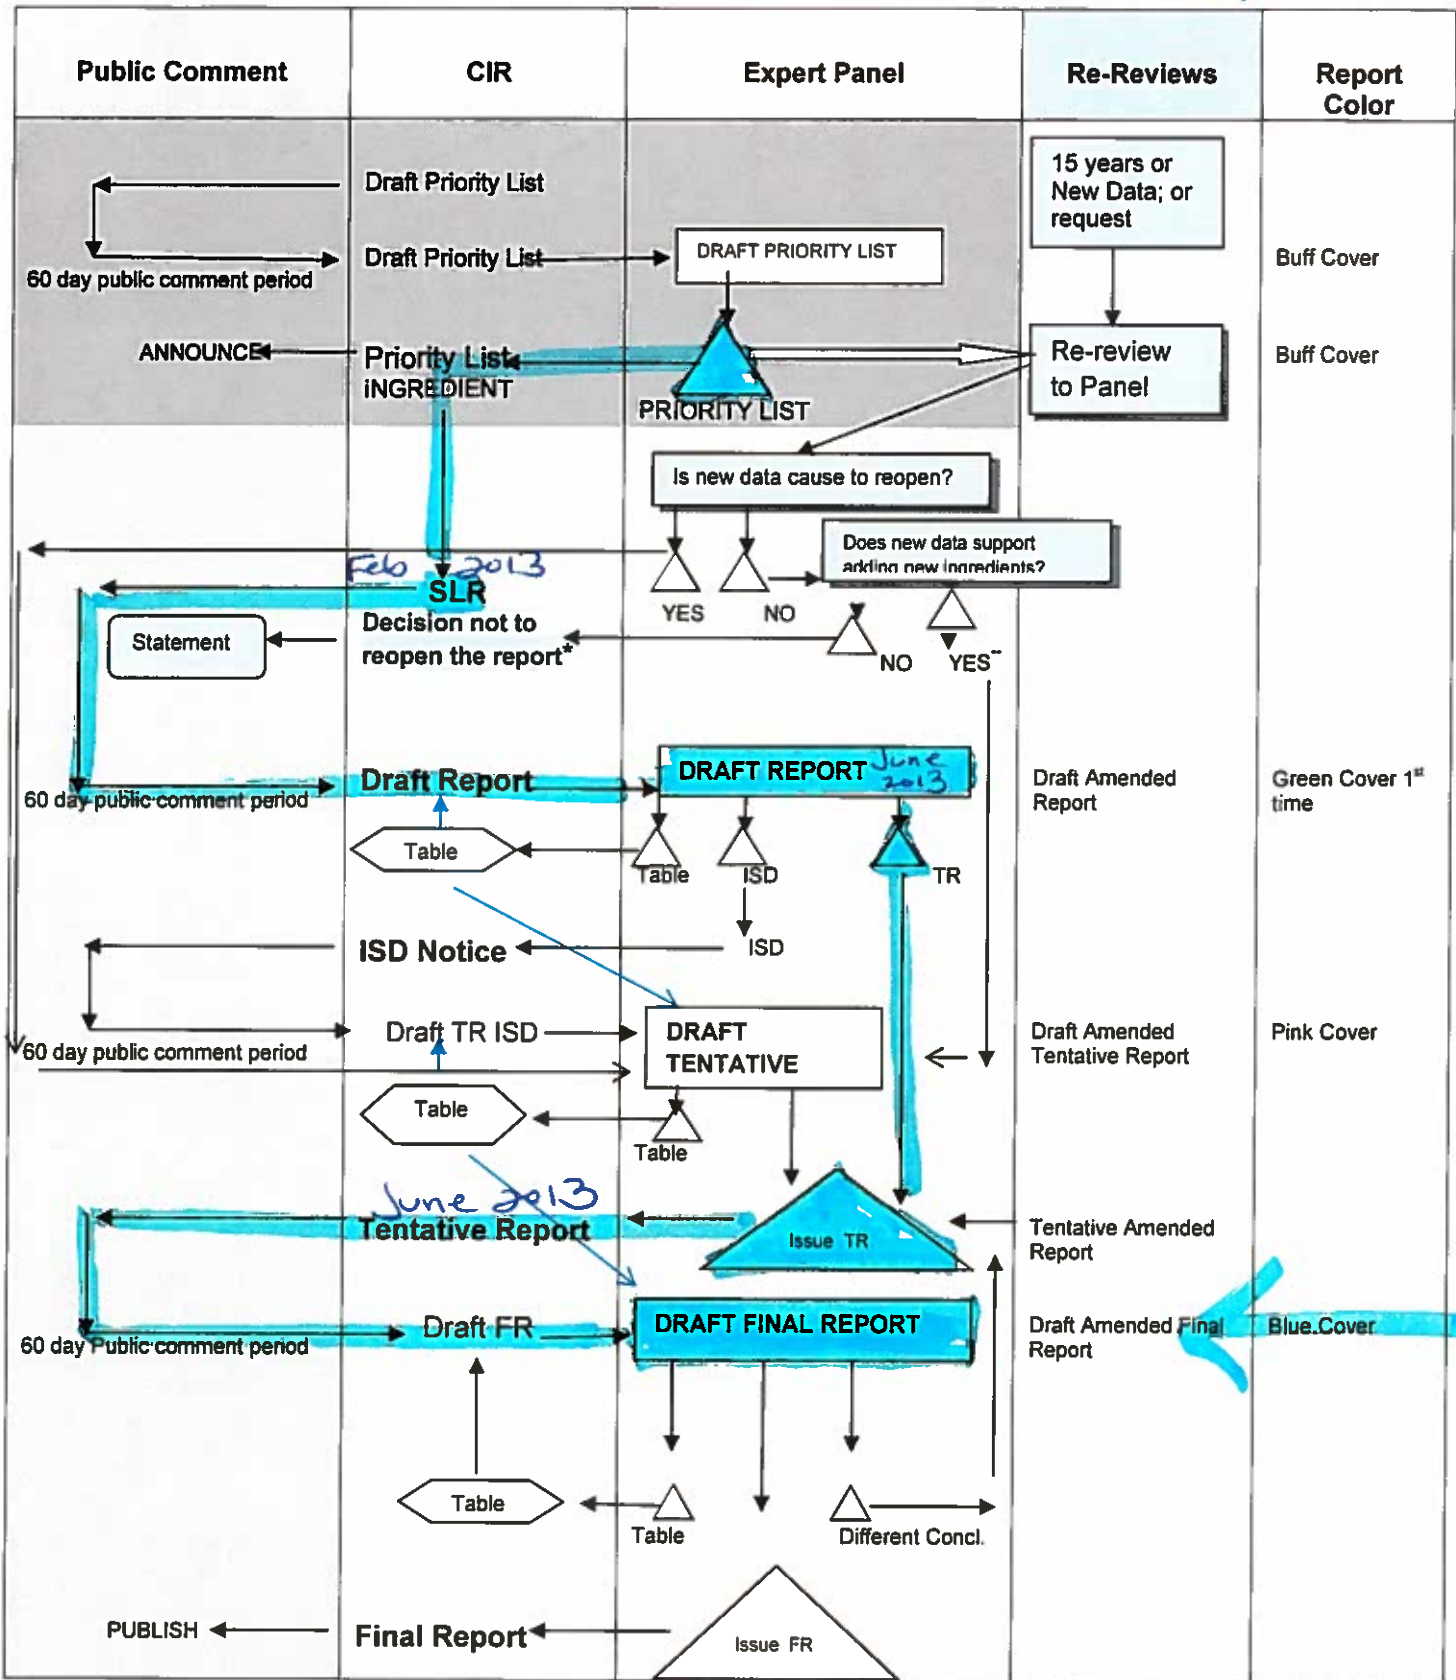 Public Comment
CIR
Expert Panel
Re-Reviews
Report
Color
Draft Priority List
15 years or
New Data; or
request
60 day public comment period
Draft Priority List
DRAFT PRIORITY LIST
Buff Cover
ANNOUNCE
Priority List
INGREDIENT
PRIORITY LIST
Re-review
to Panel
Buff Cover
Is new data cause to reopen?
Does new data support
adding new ingredients?
Feb 2013
SLR
YES
NO
Statement
Decision not to
reopen the report*
NO
YES**
60 day public comment period
Draft Report
DRAFT REPORT
June
2013
Draft Amended
Report
Green Cover 1st
time
Table
Table
ISD
TR
ISD Notice
ISD
60 day public comment period
Draft TR ISD
DRAFT
TENTATIVE
Draft Amended
Tentative Report
Pink Cover
Table
Table
June 2013
Tentative Report
Issue TR
Tentative Amended
Report
60 day Public comment period
Draft FR
DRAFT FINAL REPORT
Draft Amended Final
Report
Blue Cover
Table
Table
Different Concl.
PUBLISH
Final Report
Issue FR